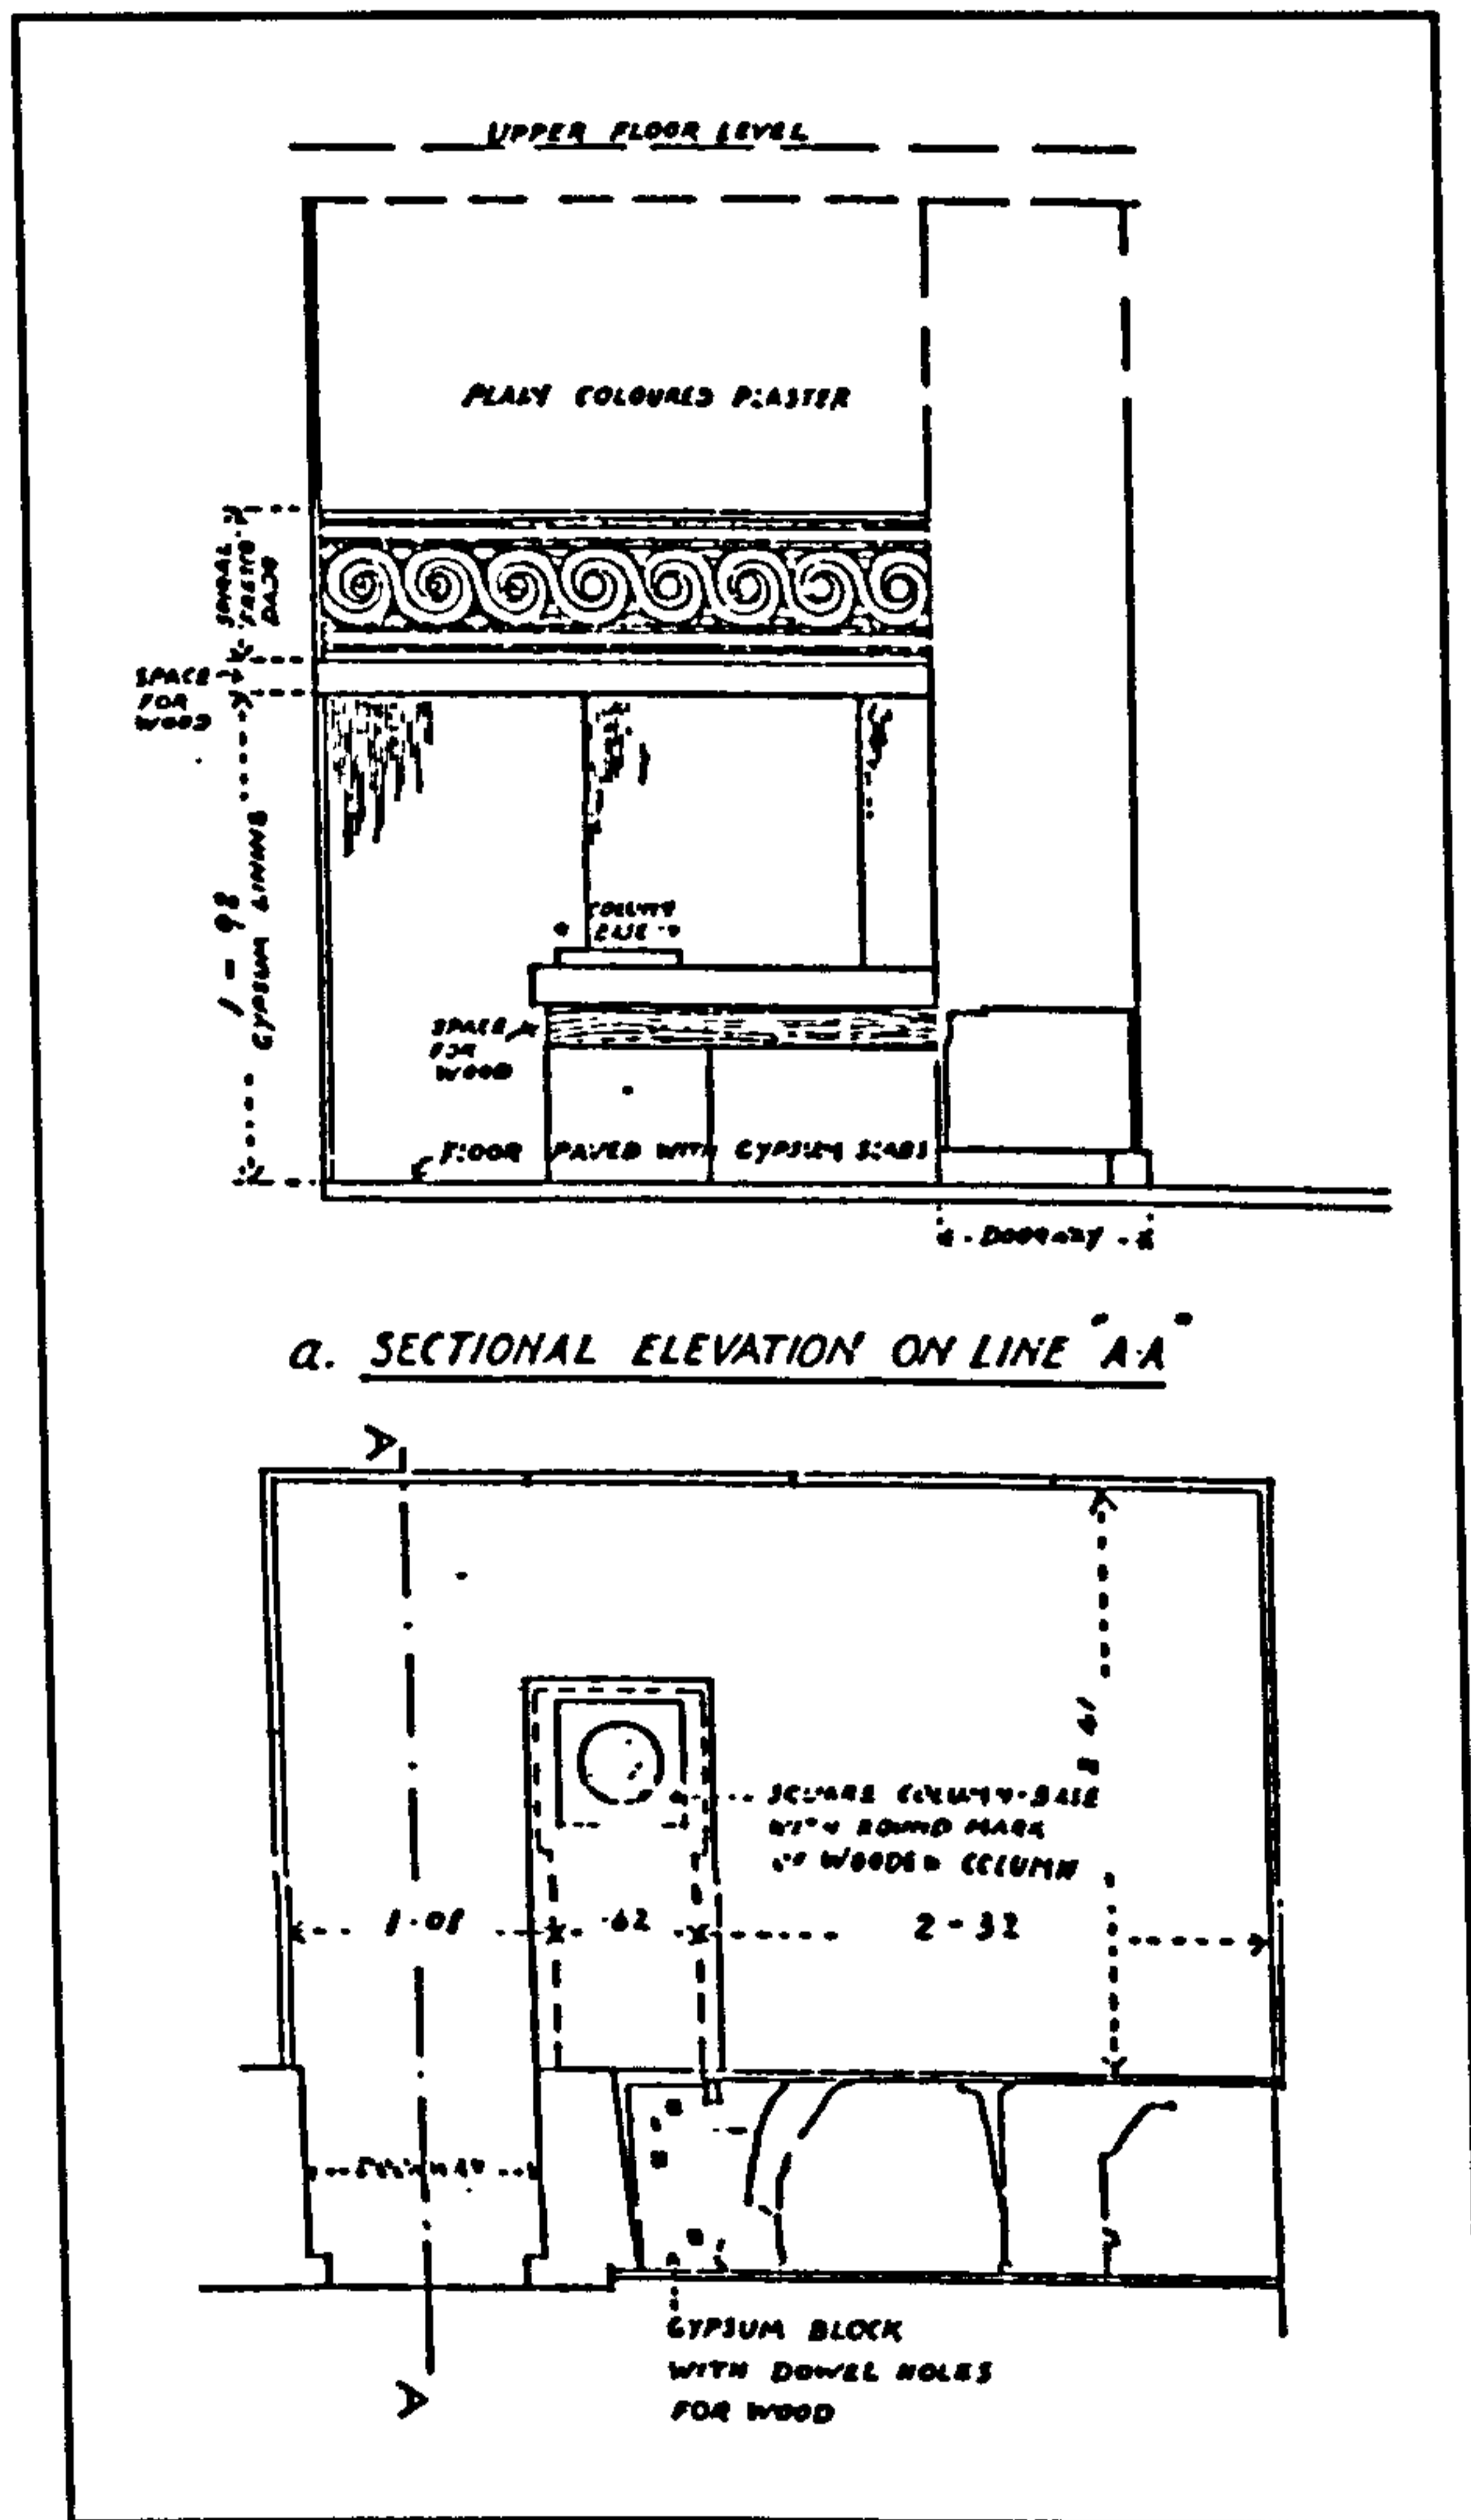 UPPER FLOOR LEVEL
PLAIN COLOURED PLASTER
SPIRAL
FRESCO
DADO
SPACE
FOR
WOOD
1-98
GYPSUM LINING
COLUMN
BASE
SPACE
FOR
WOOD
FLOOR PAVED WITH GYPSUM SLABS
DOORWAY
a. SECTIONAL ELEVATION ON LINE "A·A"
A
SQUARE COLUMN-BASE
WITH ROUND MARK
OF WOODEN COLUMN
1·08 ·62 2-32
DOORWAY
GYPSUM BLOCK
WITH DOWEL HOLES
FOR WOOD
A